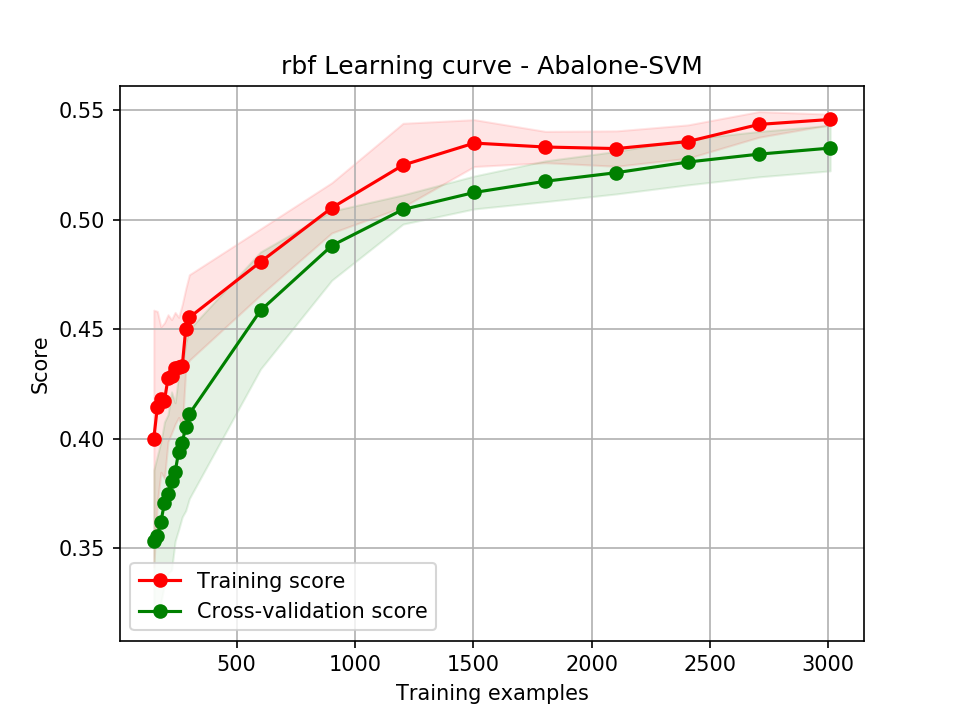 rbf Learning curve - Abalone-SVM
0.55
0.50
0.45
0.40
0.35
Score
Training score
Cross-validation score
500 1000 1500 2000 2500 3000
Training examples